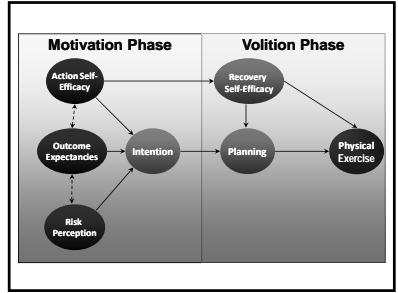 Motivation Phase
Volition Phase
Action Self-
Efficacy
Recovery
Self-Efficacy
Outcome
Expectancies
Intention
Planning
Physical
Exercise
Risk
Perception